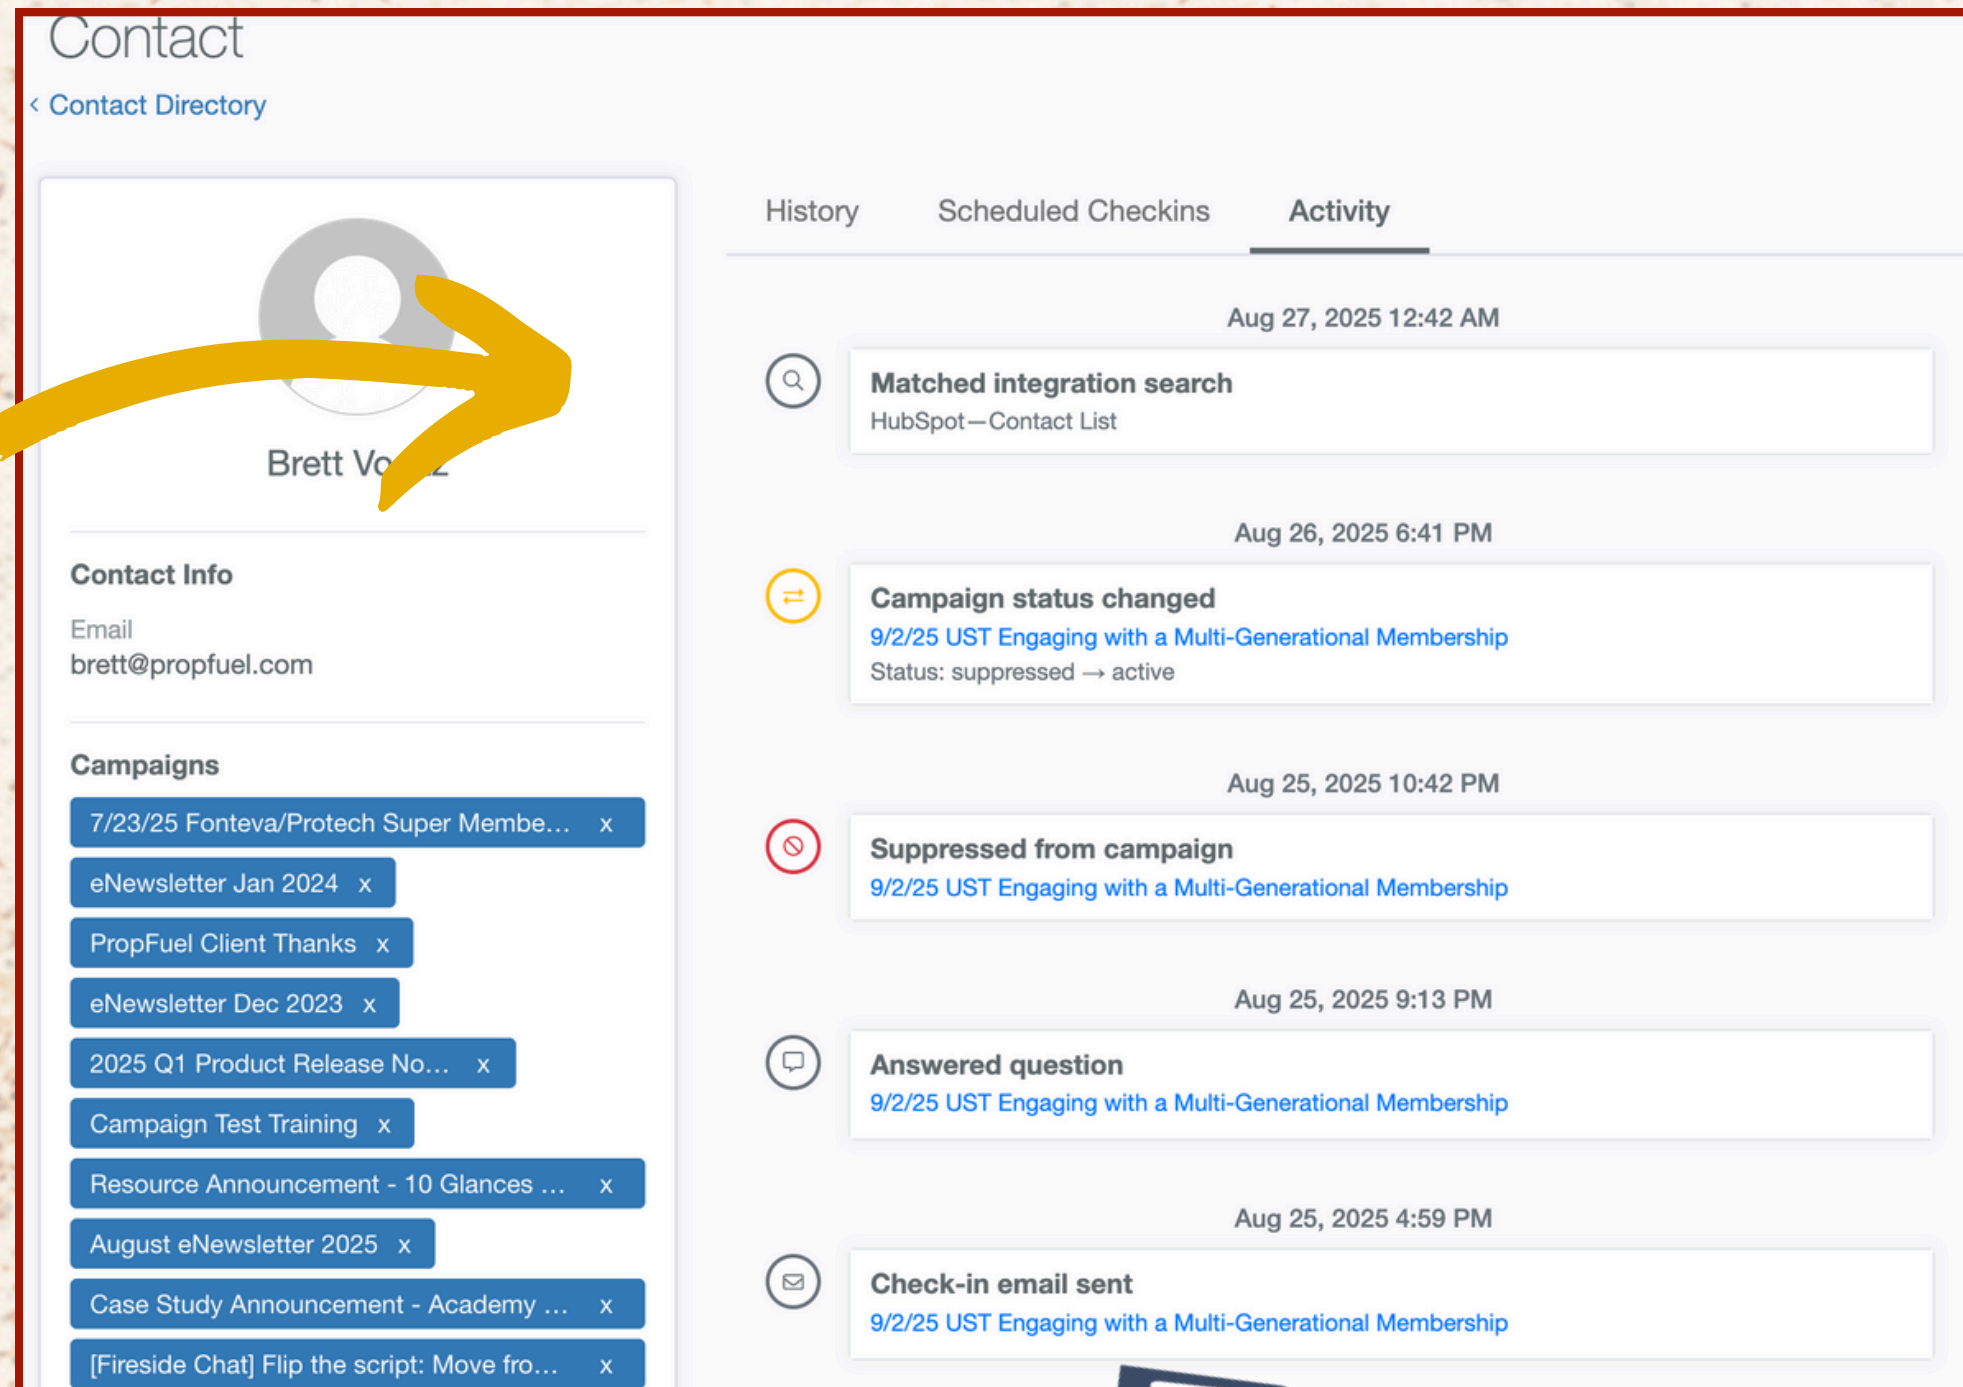 Contact
< Contact Directory
Brett
Contact Info
Email
brett@propfuel.com
Campaigns
7/23/25 Fonteva/Protech Super Membe... x
eNewsletter Jan 2024 x
PropFuel Client Thanks x
eNewsletter Dec 2023 x
2025 Q1 Product Release No... x
Campaign Test Training x
Resource Announcement - 10 Glances ... x
August eNewsletter 2025 x
Case Study Announcement - Academy ... x
[Fireside Chat] Flip the script: Move fro... x
History Scheduled Checkins Activity
Aug 27, 2025 12:42 AM
Matched integration search
HubSpot—Contact List
Aug 26, 2025 6:41 PM
Campaign status changed
9/2/25 UST Engaging with a Multi-Generational Membership
Status: suppressed → active
Aug 25, 2025 10:42 PM
Suppressed from campaign
9/2/25 UST Engaging with a Multi-Generational Membership
Aug 25, 2025 9:13 PM
Answered question
9/2/25 UST Engaging with a Multi-Generational Membership
Aug 25, 2025 4:59 PM
Check-in email sent
9/2/25 UST Engaging with a Multi-Generational Membership